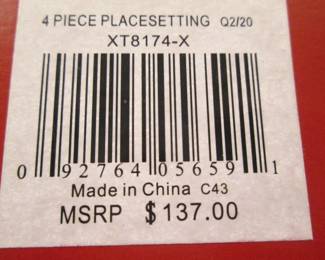 4 PIECE PLACESETTING Q2/20
XT8174-X
0 92764 05659 1
Made in China C43
MSRP $137.00